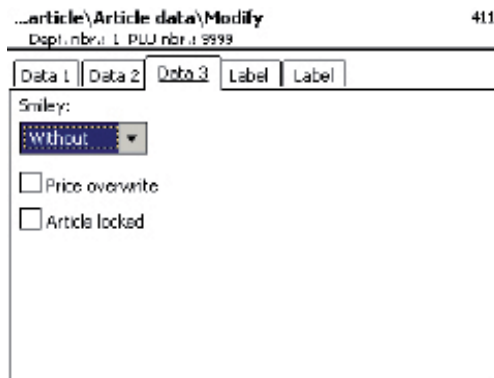 ...article\Article data\Modify 411
Dept. nbr.: 1 PLU nbr.: 9999
Data 1 Data 2 Data 3 Label Label
Smiley:
Without
Price overwrite
Article locked